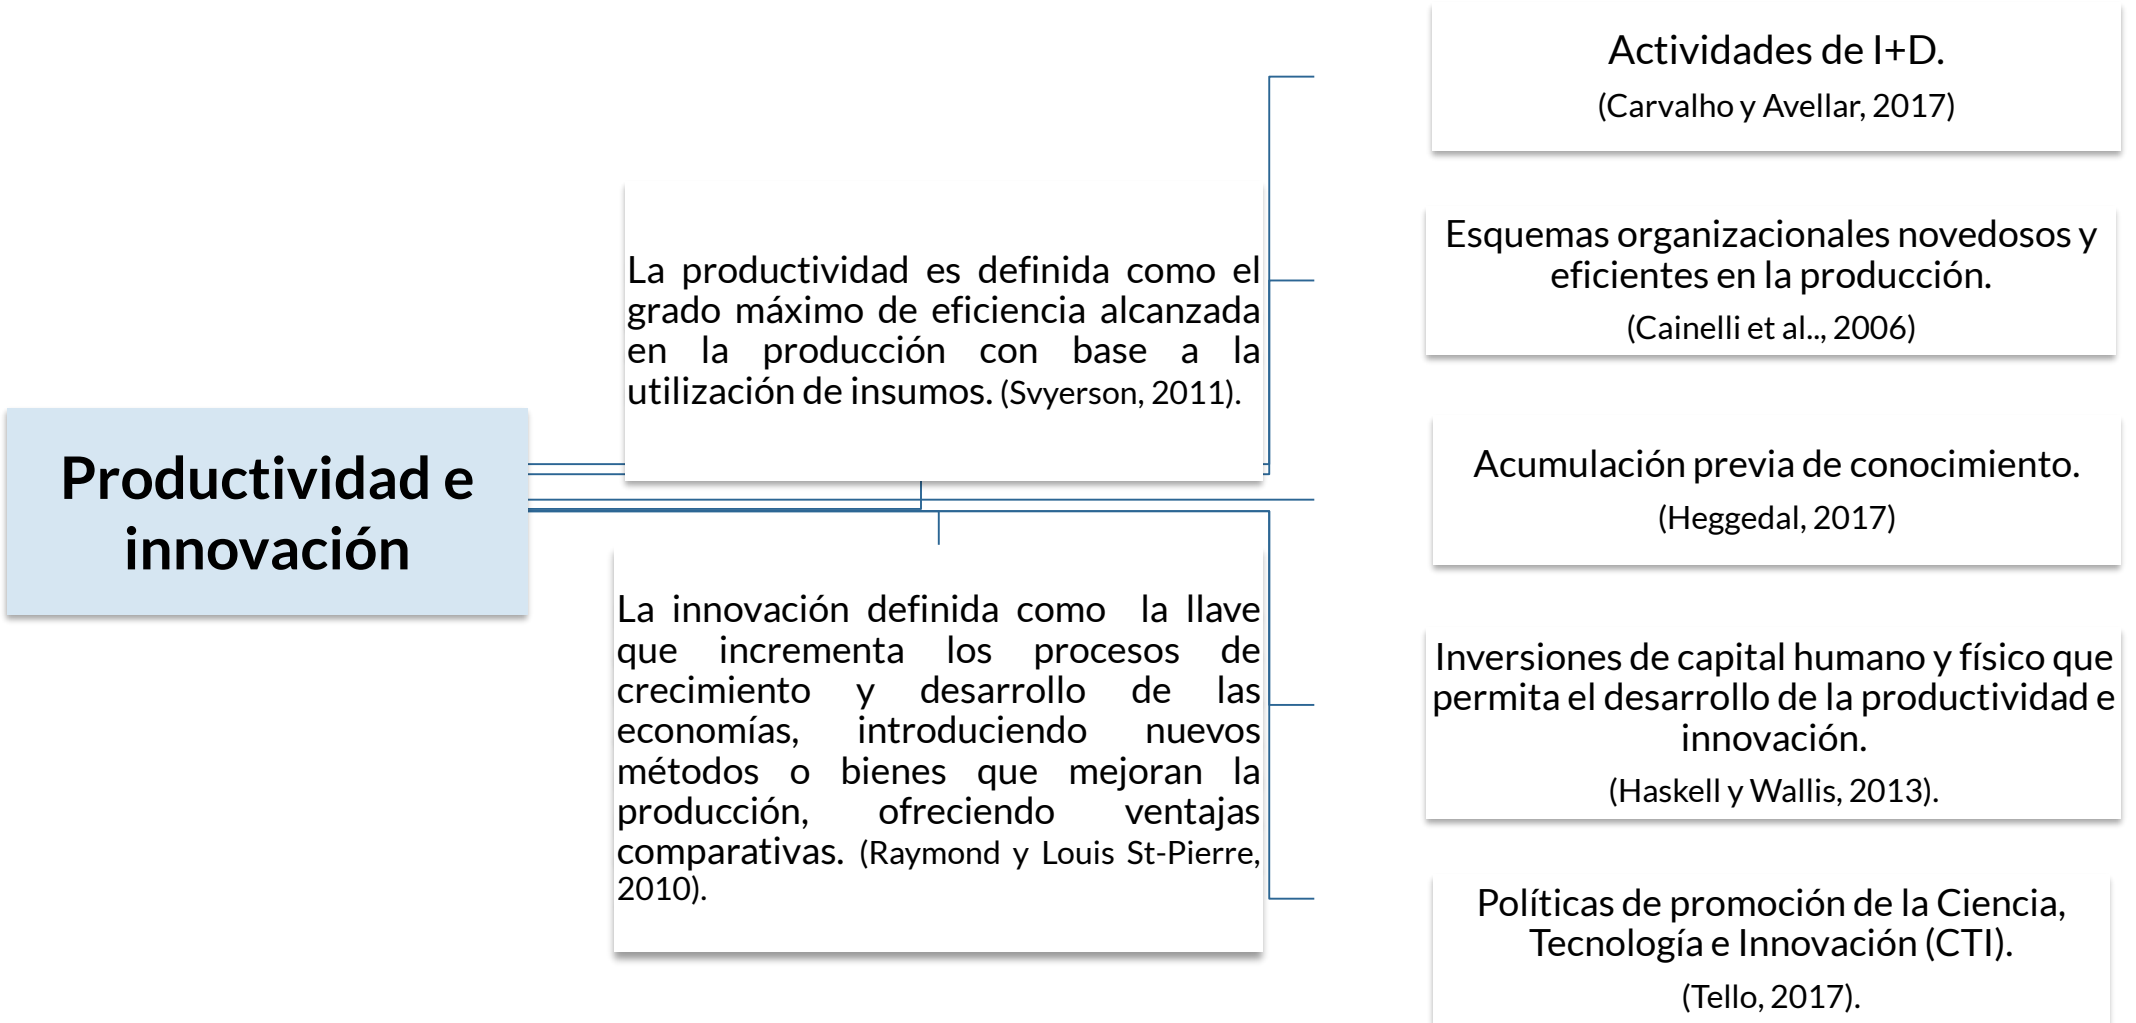 Productividad e
innovación
La productividad es definida como el
grado máximo de eficiencia alcanzada
en la producción con base a la
utilización de insumos. (Svyerson, 2011).
La innovación definida como la llave
que incrementa los procesos de
crecimiento y desarrollo de las
economías, introduciendo nuevos
métodos o bienes que mejoran la
producción, ofreciendo ventajas
comparativas. (Raymond y Louis St-Pierre,
2010).
Actividades de I+D.
(Carvalho y Avellar, 2017)
Esquemas organizacionales novedosos y
eficientes en la producción.
(Cainelli et al.., 2006)
Acumulación previa de conocimiento.
(Heggedal, 2017)
Inversiones de capital humano y físico que
permita el desarrollo de la productividad e
innovación.
(Haskell y Wallis, 2013).
Políticas de promoción de la Ciencia,
Tecnología e Innovación (CTI).
(Tello, 2017).